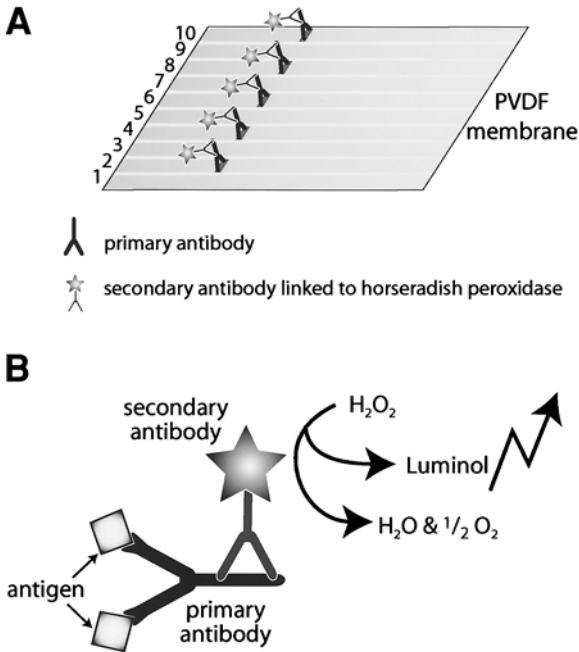 A
10
9
8
7
6
5
4
3
2
1
PVDF
membrane
primary antibody
secondary antibody linked to horseradish peroxidase
B
secondary
antibody
H₂O₂
Luminol
H₂O & ¹/₂ O₂
antigen
primary
antibody